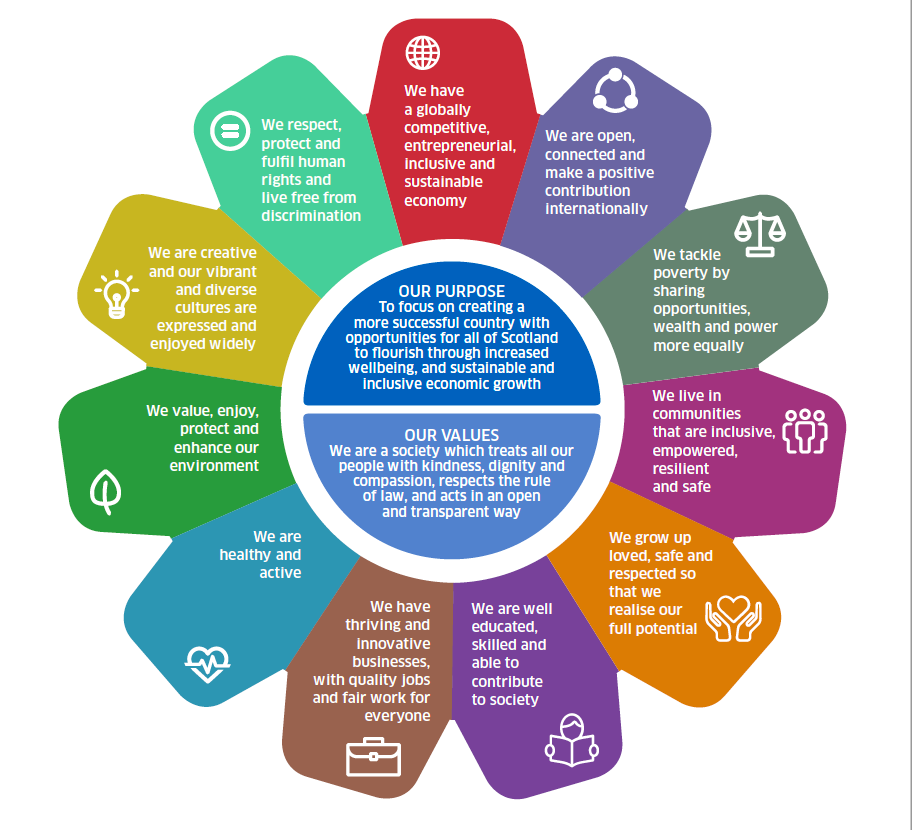 We have
a globally
competitive,
entrepreneurial,
inclusive and
sustainable
economy
We are open,
connected and
make a positive
contribution
internationally
We tackle
poverty by
sharing
opportunities,
wealth and power
more equally
We live in
communities
that are inclusive,
empowered,
resilient
and safe
We grow up
loved, safe and
respected so
that we
realise our
full potential
We are well
educated,
skilled and
able to
contribute
to society
We have
thriving and
innovative
businesses,
with quality jobs
and fair work for
everyone
We are
healthy and
active
We value, enjoy,
protect and
enhance our
environment
We are creative
and our vibrant
and diverse
cultures are
expressed and
enjoyed widely
We respect,
protect and
fulfil human
rights and
live free from
discrimination
OUR PURPOSE
To focus on creating a
more successful country with
opportunities for all of Scotland
to flourish through increased
wellbeing, and sustainable and
inclusive economic growth
OUR VALUES
We are a society which treats all our
people with kindness, dignity and
compassion, respects the rule
of law, and acts in an open
and transparent way